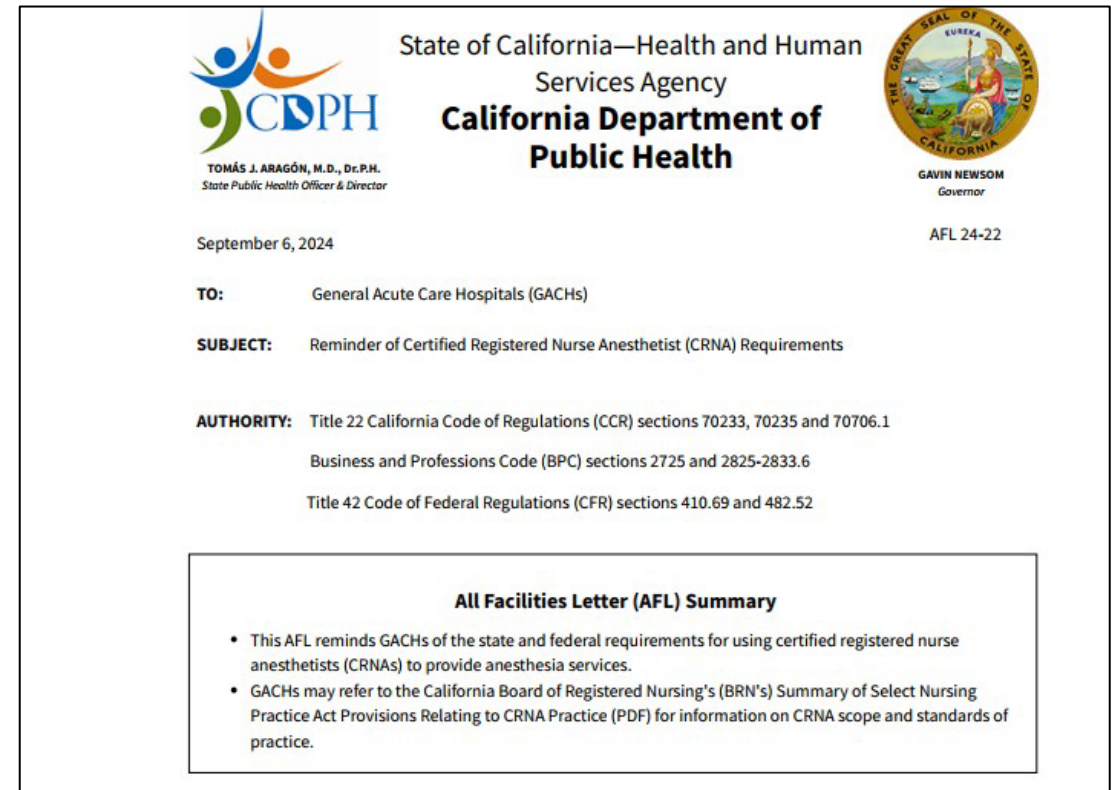 CDPH
TOMÁS J. ARAGÓN, M.D., Dr.P.H.
State Public Health Officer & Director
State of California—Health and Human
Services Agency
California Department of
Public Health
THE GREAT SEAL OF THE STATE OF CALIFORNIA
EUREKA
GAVIN NEWSOM
Governor
September 6, 2024
AFL 24-22
TO: General Acute Care Hospitals (GACHs)
SUBJECT: Reminder of Certified Registered Nurse Anesthetist (CRNA) Requirements
AUTHORITY: Title 22 California Code of Regulations (CCR) sections 70233, 70235 and 70706.1
Business and Professions Code (BPC) sections 2725 and 2825-2833.6
Title 42 Code of Federal Regulations (CFR) sections 410.69 and 482.52
All Facilities Letter (AFL) Summary
• This AFL reminds GACHs of the state and federal requirements for using certified registered nurse
anesthetists (CRNAs) to provide anesthesia services.
• GACHs may refer to the California Board of Registered Nursing's (BRN's) Summary of Select Nursing
Practice Act Provisions Relating to CRNA Practice (PDF) for information on CRNA scope and standards of
practice.